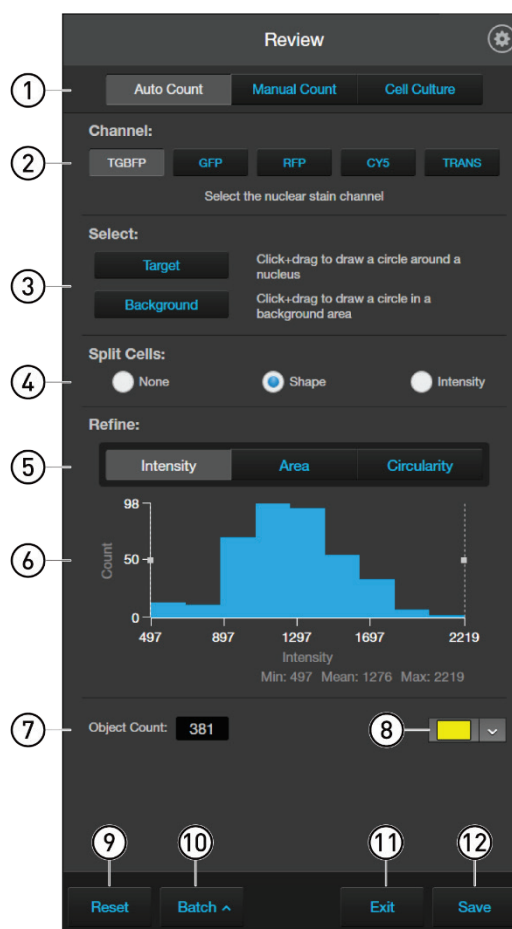 Review
1 Auto Count Manual Count Cell Culture
Channel:
2 TGBFP GFP RFP CY5 TRANS
Select the nuclear stain channel
Select:
Target Click+drag to draw a circle around a
nucleus
3
Background Click+drag to draw a circle in a
background area
Split Cells:
4 None Shape Intensity
Refine:
5 Intensity Area Circularity
98
6 Count 50
0
497 897 1297 1697 2219
Intensity
Min: 497 Mean: 1276 Max: 2219
7 Object Count: 381 8
9 10 11 12
Reset Batch Exit Save